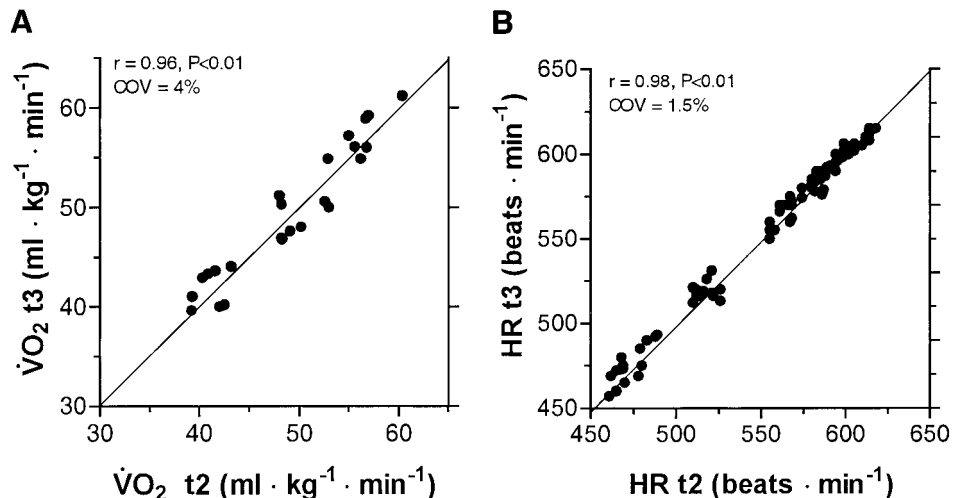 A
r = 0.96, P<0.01
COV = 4%
V̇O₂ t3 (ml · kg⁻¹ · min⁻¹)
60
50
40
30
30 40 50 60
V̇O₂ t2 (ml · kg⁻¹ · min⁻¹)
B
r = 0.98, P<0.01
COV = 1.5%
HR t3 (beats · min⁻¹)
650
600
550
500
450
450 500 550 600 650
HR t2 (beats · min⁻¹)